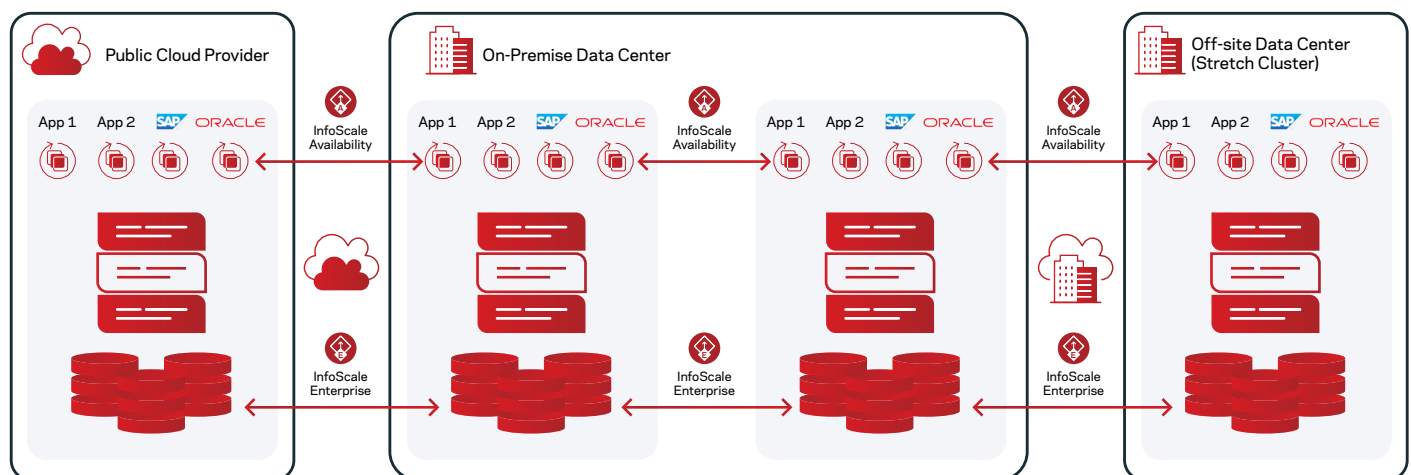 Public Cloud Provider
On-Premise Data Center
Off-site Data Center
(Stretch Cluster)
App 1 App 2 SAP ORACLE
InfoScale
Availability
App 1 App 2 SAP ORACLE
InfoScale
Availability
App 1 App 2 SAP ORACLE
InfoScale
Availability
App 1 App 2 SAP ORACLE
A
A
A
E
InfoScale
Enterprise
E
InfoScale
Enterprise
E
InfoScale
Enterprise